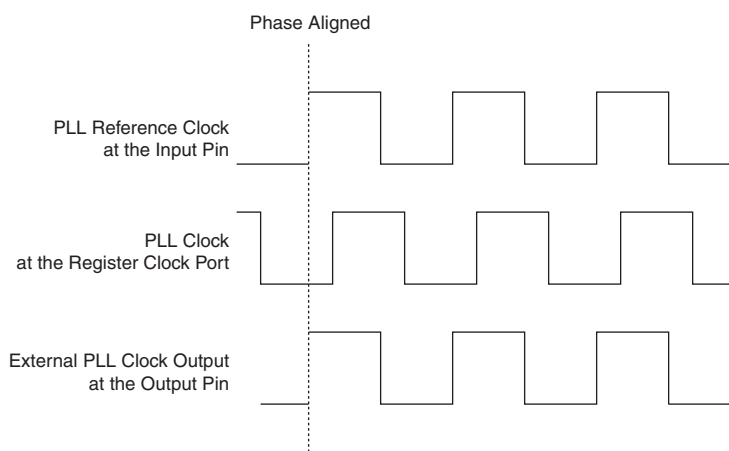 Phase Aligned
PLL Reference Clock
at the Input Pin
PLL Clock
at the Register Clock Port
External PLL Clock Output
at the Output Pin